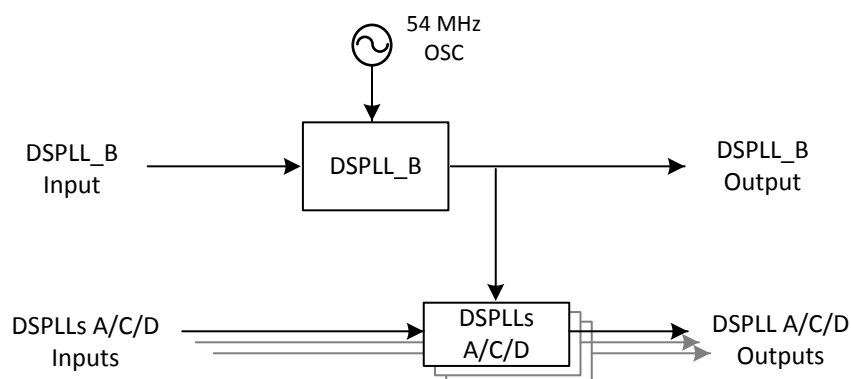 54 MHz
OSC
DSPLL_B
Input
DSPLL_B
DSPLL_B
Output
DSPLLs A/C/D
Inputs
DSPLLs
A/C/D
DSPLL A/C/D
Outputs